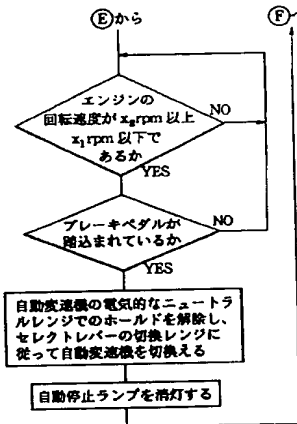 Ⓔから
Ⓕへ
エンジンの
回転速度がx₂rpm以上
x₁rpm以下で
あるか
NO
YES
ブレーキペダルが
踏込まれているか
NO
YES
自動変速機の電気的なニュートラ
ルレンジでのホールドを解除し、
セレクトレバーの切換レンジに
従って自動変速機を切換える
自動停止ランプを消灯する